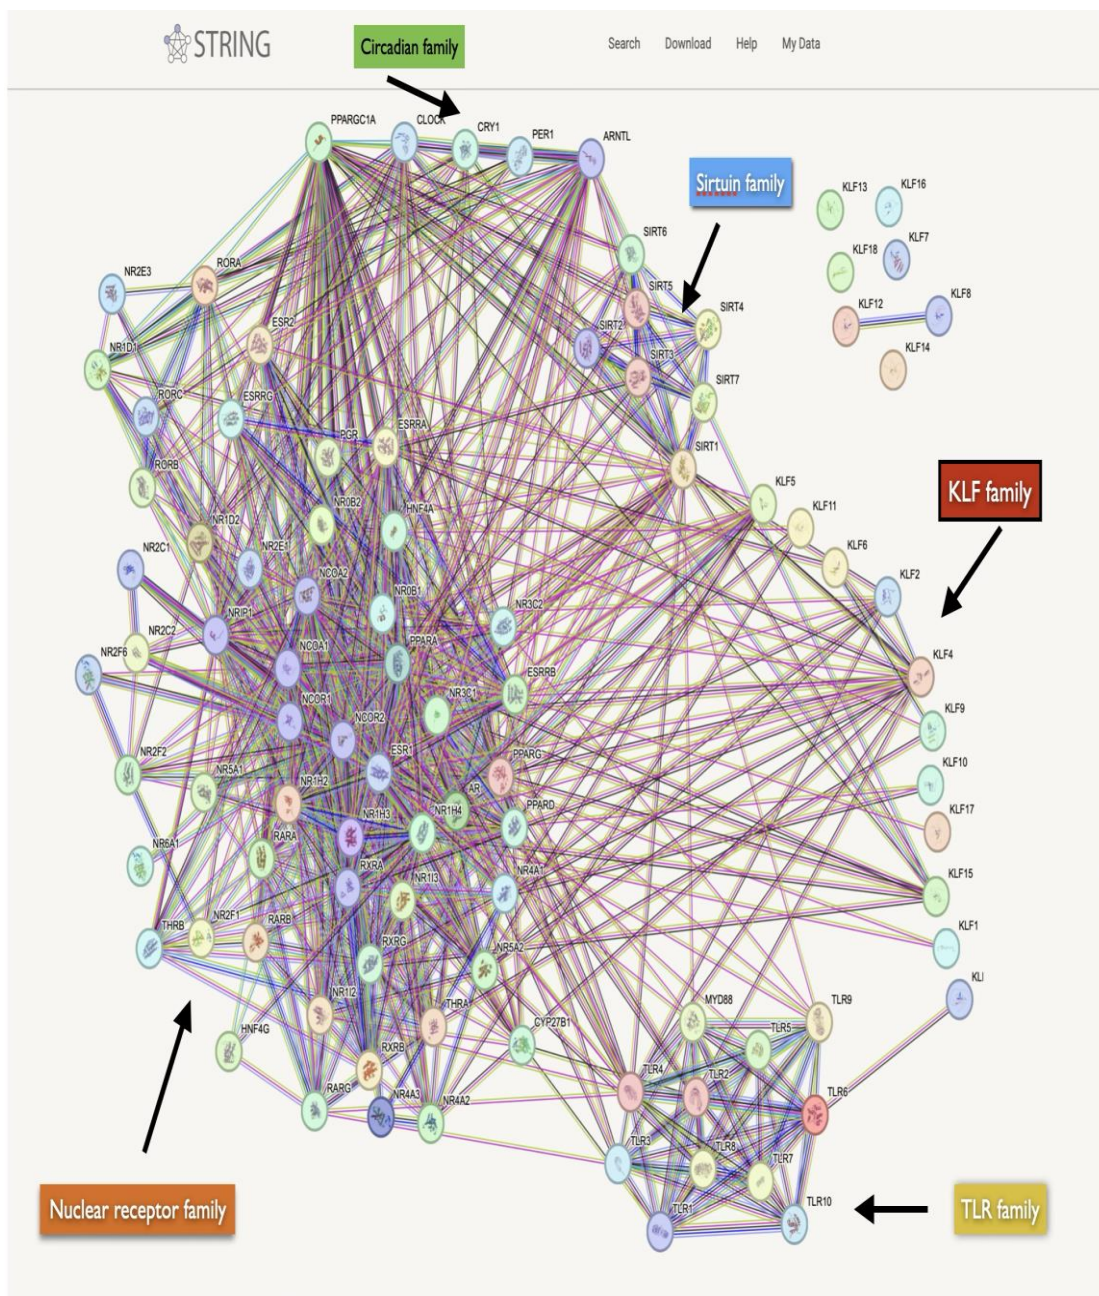 STRING
Circadian family
Search Download Help My Data
PPARGC1A
CLOCK
CRY1
PER1
ARNTL
Sirtuin family
KLF13
KLF16
SIRT6
KLF7
KLF18
NR2E3
RORA
SIRT5
SIRT4
KLF12
KLF8
SIRT2
ESR2
NR1D1
SIRT3
KLF14
SIRT7
RORC
ESRRG
PGR
ESRRA
SIRT1
RORB
KLF5
KLF family
NR0B2
HNF4A
KLF11
NR1D2
NR2E1
NR2C1
KLF6
NCOA2
KLF2
NR0B1
NR3C2
NRIP1
NR2C2
PPARA
NCOA1
KLF4
NR2F6
ESRRB
NR3C1
NCOR1
NCOR2
KLF9
NR2F2
ESR1
PPARG
NR5A1
KLF10
NR1H2
AR
PPARD
KLF17
NR1H3
NR1H4
RARA
NR6A1
RXRA
NR1I3
NR4A1
KLF15
THRB
NR2F1
RARB
RXRG
NR5A2
KLF1
KL
NR1I2
THRA
MYD88
TLR9
CYP27B1
TLR5
HNF4G
RXRB
TLR4
TLR2
TLR6
RARG
NR4A3
NR4A2
TLR3
TLR8
TLR7
TLR1
TLR10
Nuclear receptor family
TLR family